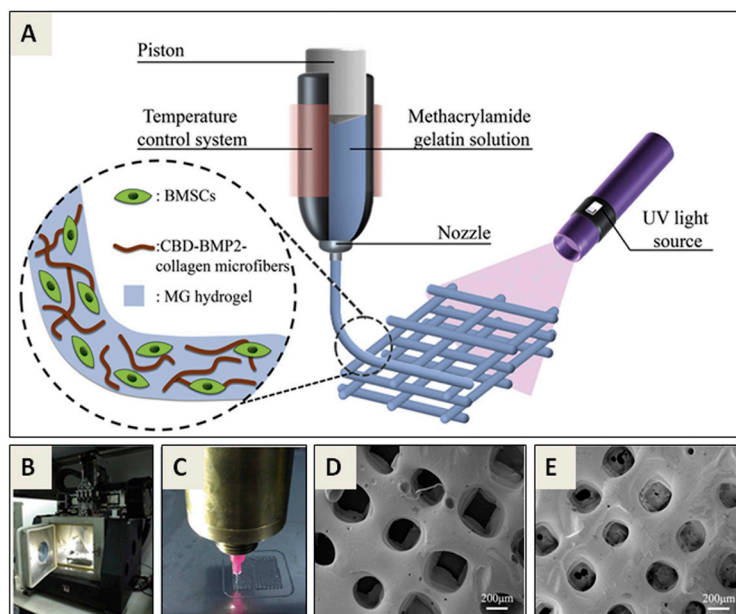 A
Piston
Temperature
control system
Methacrylamide
gelatin solution
: BMSCs
:CBD-BMP2-
collagen microfibers
: MG hydrogel
Nozzle
UV light
source
B
C
D
200μm
E
200μm